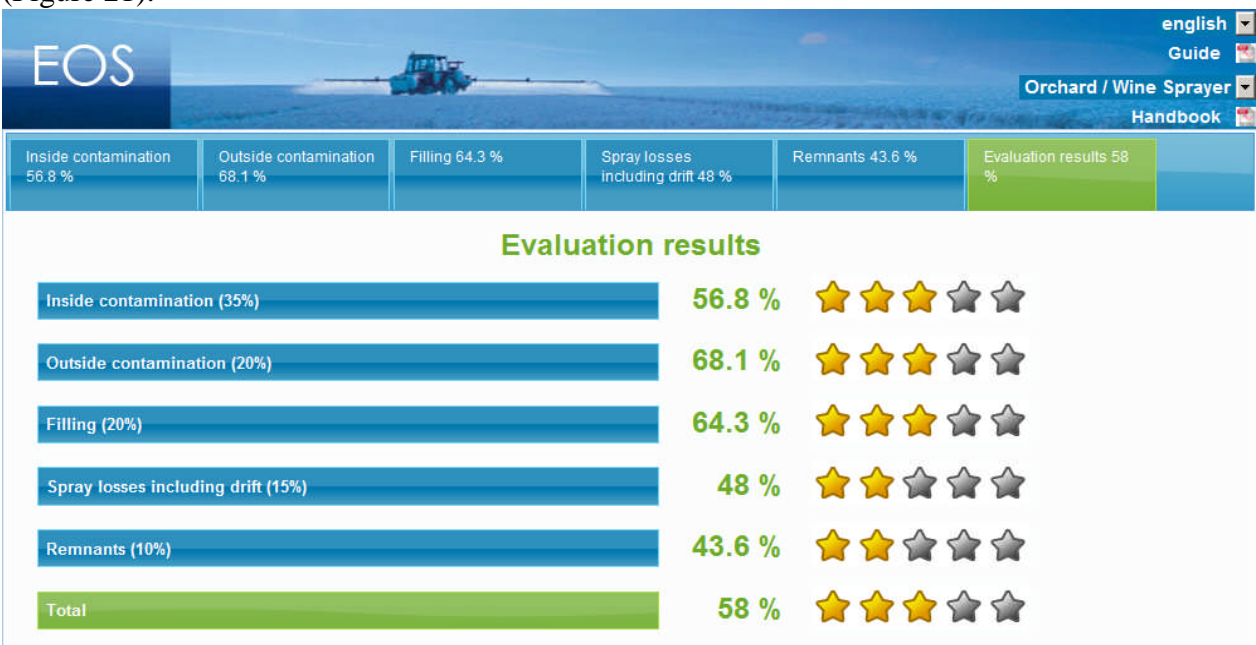 (Figure 21).
EOS
english
Guide
Orchard / Wine Sprayer
Handbook
Inside contamination
56.8 %
Outside contamination
68.1 %
Filling 64.3 %
Spray losses
including drift 48 %
Remnants 43.6 %
Evaluation results 58
%
Evaluation results
Inside contamination (35%) 56.8 %
Outside contamination (20%) 68.1 %
Filling (20%) 64.3 %
Spray losses including drift (15%) 48 %
Remnants (10%) 43.6 %
Total 58 %